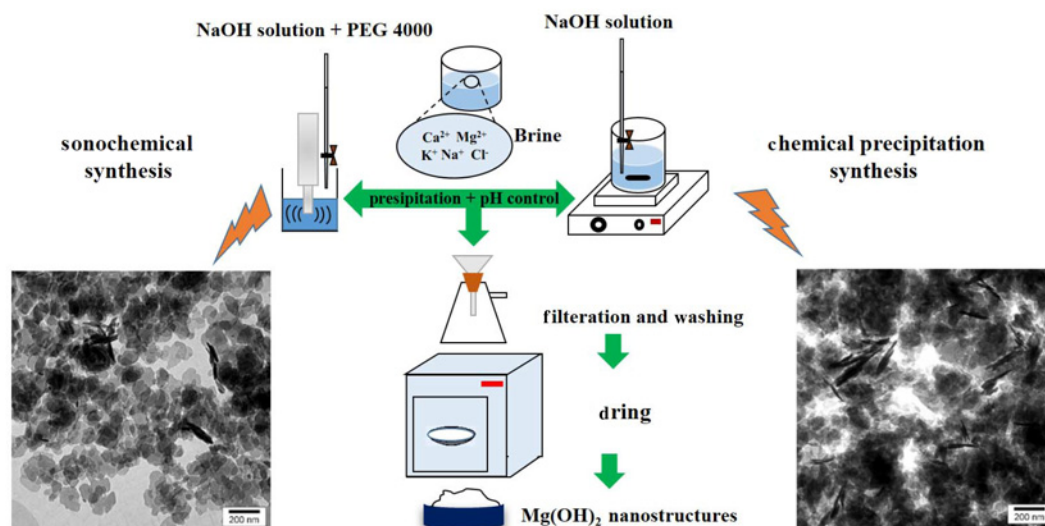 NaOH solution + PEG 4000
NaOH solution
Ca²⁺ Mg²⁺
K⁺ Na⁺ Cl⁻
Brine
sonochemical
synthesis
chemical precipitation
synthesis
presipitation + pH control
filteration and washing
dring
Mg(OH)₂ nanostructures
200 nm
200 nm